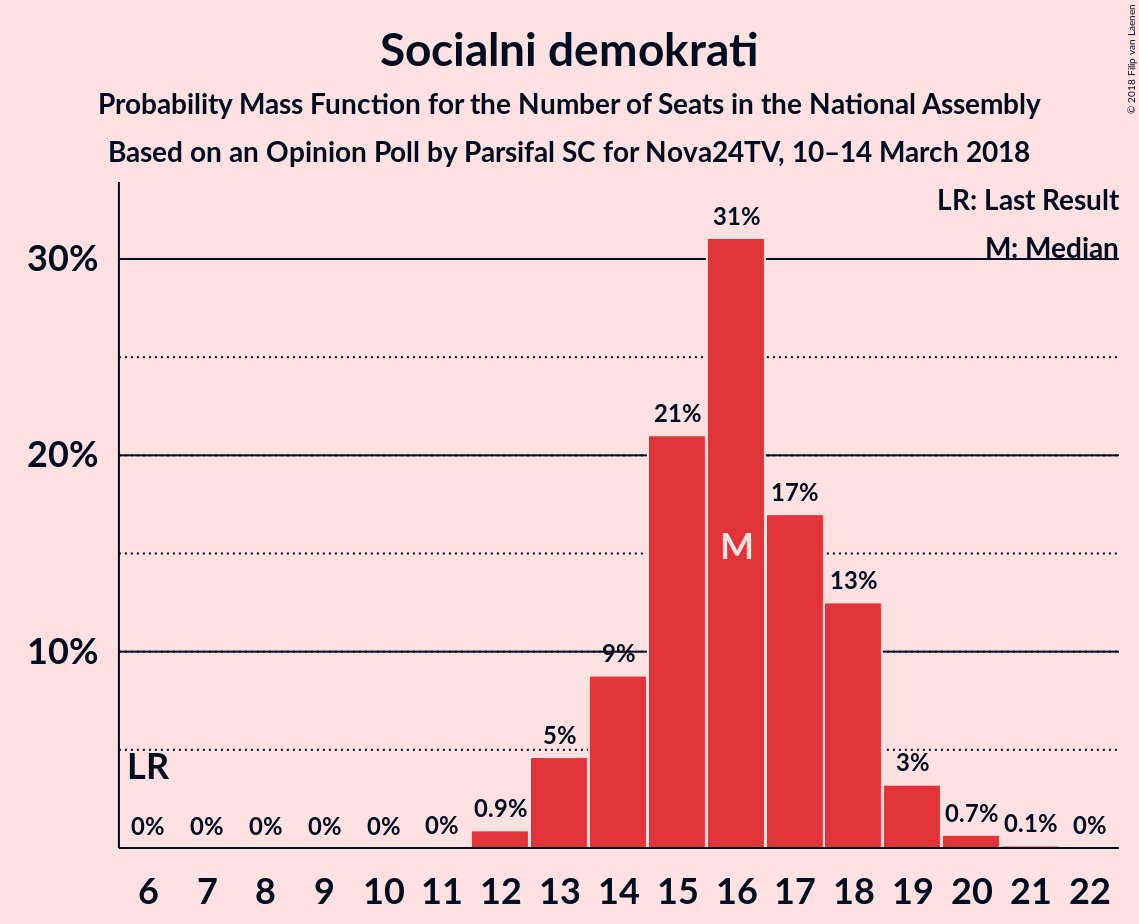 Socialni demokrati
Probability Mass Function for the Number of Seats in the National Assembly
Based on an Opinion Poll by Parsifal SC for Nova24TV, 10–14 March 2018
© 2018 Filip van Laenen
LR: Last Result
M: Median
31%
30%
21%
20%
17%
M
13%
10%
9%
5%
LR
3%
0% 0% 0% 0% 0% 0% 0.9% 0.7% 0.1% 0%
6 7 8 9 10 11 12 13 14 15 16 17 18 19 20 21 22